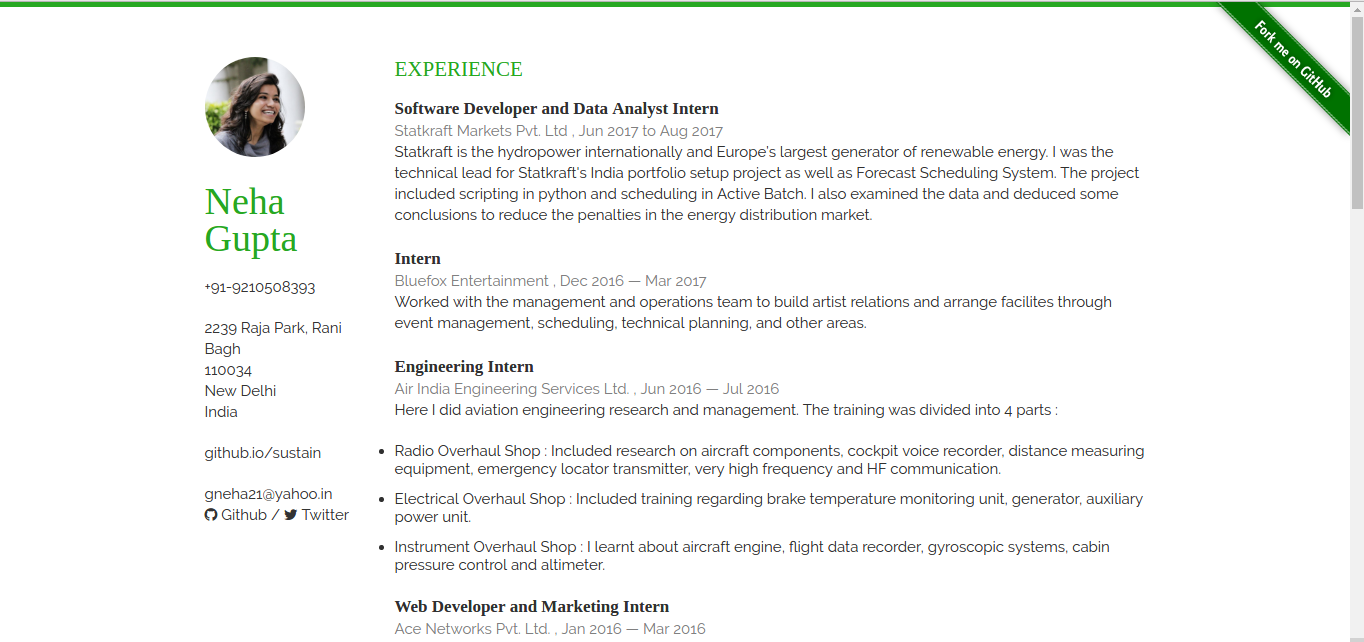 Fork me on GitHub
Neha
Gupta
+91-9210508393
2239 Raja Park, Rani
Bagh
110034
New Delhi
India
github.io/sustain
gneha21@yahoo.in
Github / Twitter
EXPERIENCE
Software Developer and Data Analyst Intern
Statkraft Markets Pvt. Ltd , Jun 2017 to Aug 2017
Statkraft is the hydropower internationally and Europe's largest generator of renewable energy. I was the
technical lead for Statkraft's India portfolio setup project as well as Forecast Scheduling System. The project
included scripting in python and scheduling in Active Batch. I also examined the data and deduced some
conclusions to reduce the penalties in the energy distribution market.
Intern
Bluefox Entertainment , Dec 2016 — Mar 2017
Worked with the management and operations team to build artist relations and arrange facilites through
event management, scheduling, technical planning, and other areas.
Engineering Intern
Air India Engineering Services Ltd. , Jun 2016 — Jul 2016
Here I did aviation engineering research and management. The training was divided into 4 parts :
• Radio Overhaul Shop : Included research on aircraft components, cockpit voice recorder, distance measuring
equipment, emergency locator transmitter, very high frequency and HF communication.
• Electrical Overhaul Shop : Included training regarding brake temperature monitoring unit, generator, auxiliary
power unit.
• Instrument Overhaul Shop : I learnt about aircraft engine, flight data recorder, gyroscopic systems, cabin
pressure control and altimeter.
Web Developer and Marketing Intern
Ace Networks Pvt. Ltd. , Jan 2016 — Mar 2016